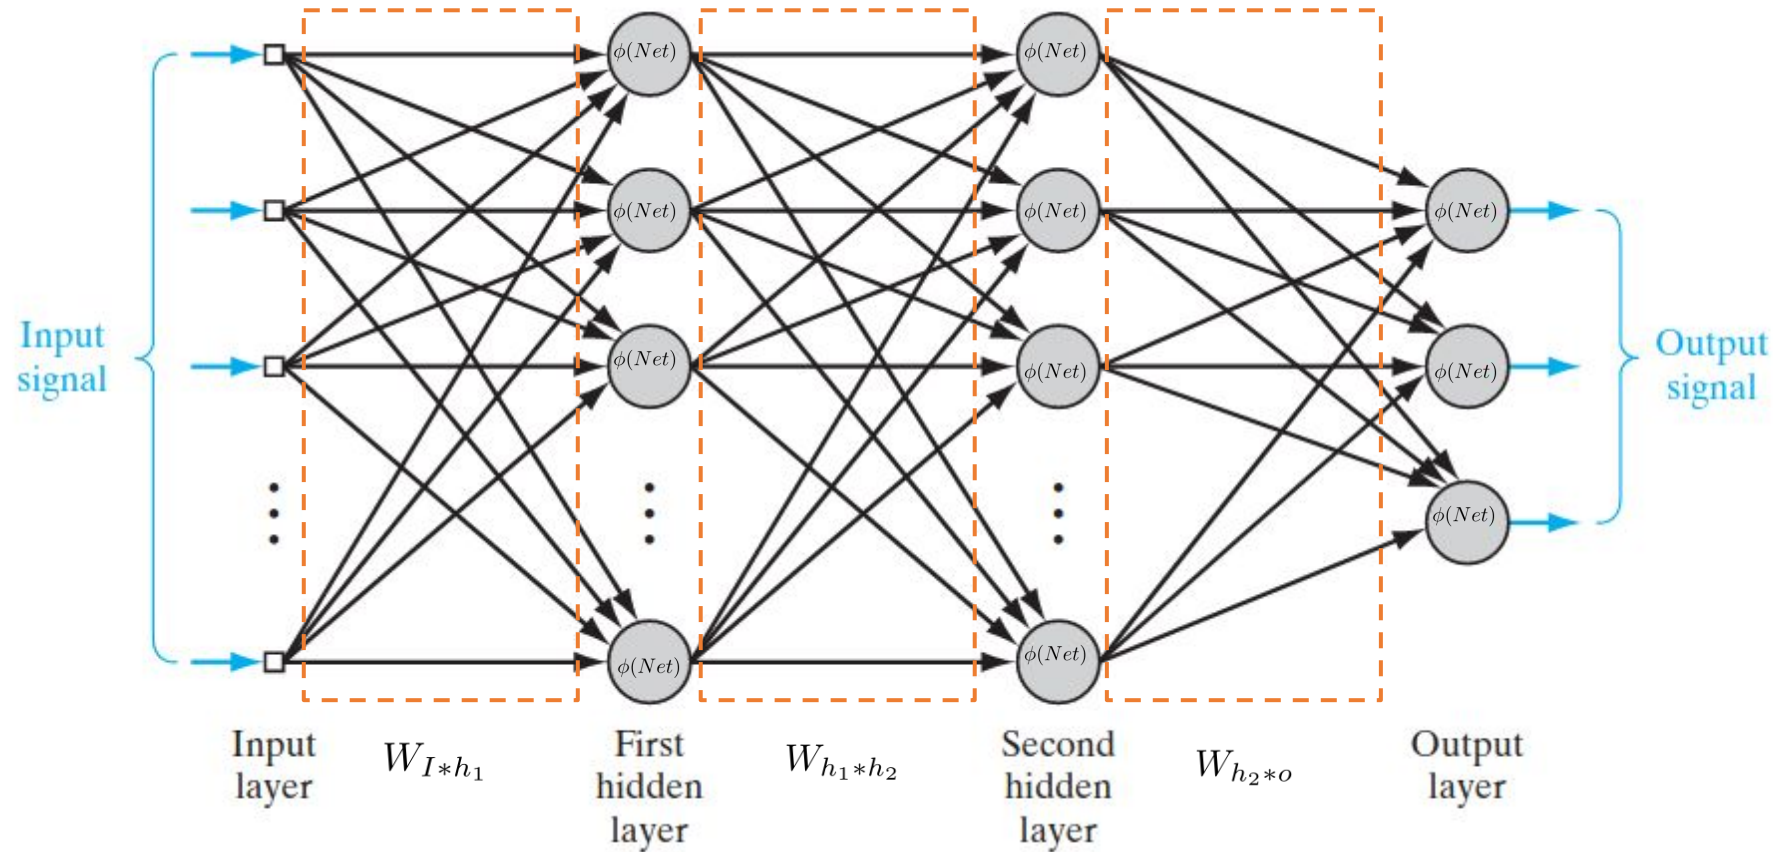 ϕ(Net)
ϕ(Net)
ϕ(Net)
ϕ(Net)
ϕ(Net)
ϕ(Net)
ϕ(Net)
ϕ(Net)
ϕ(Net)
ϕ(Net)
ϕ(Net)
Input
signal
Output
signal
Input
layer
W_{I*h_1}
First
hidden
layer
W_{h_1*h_2}
Second
hidden
layer
W_{h_2*o}
Output
layer